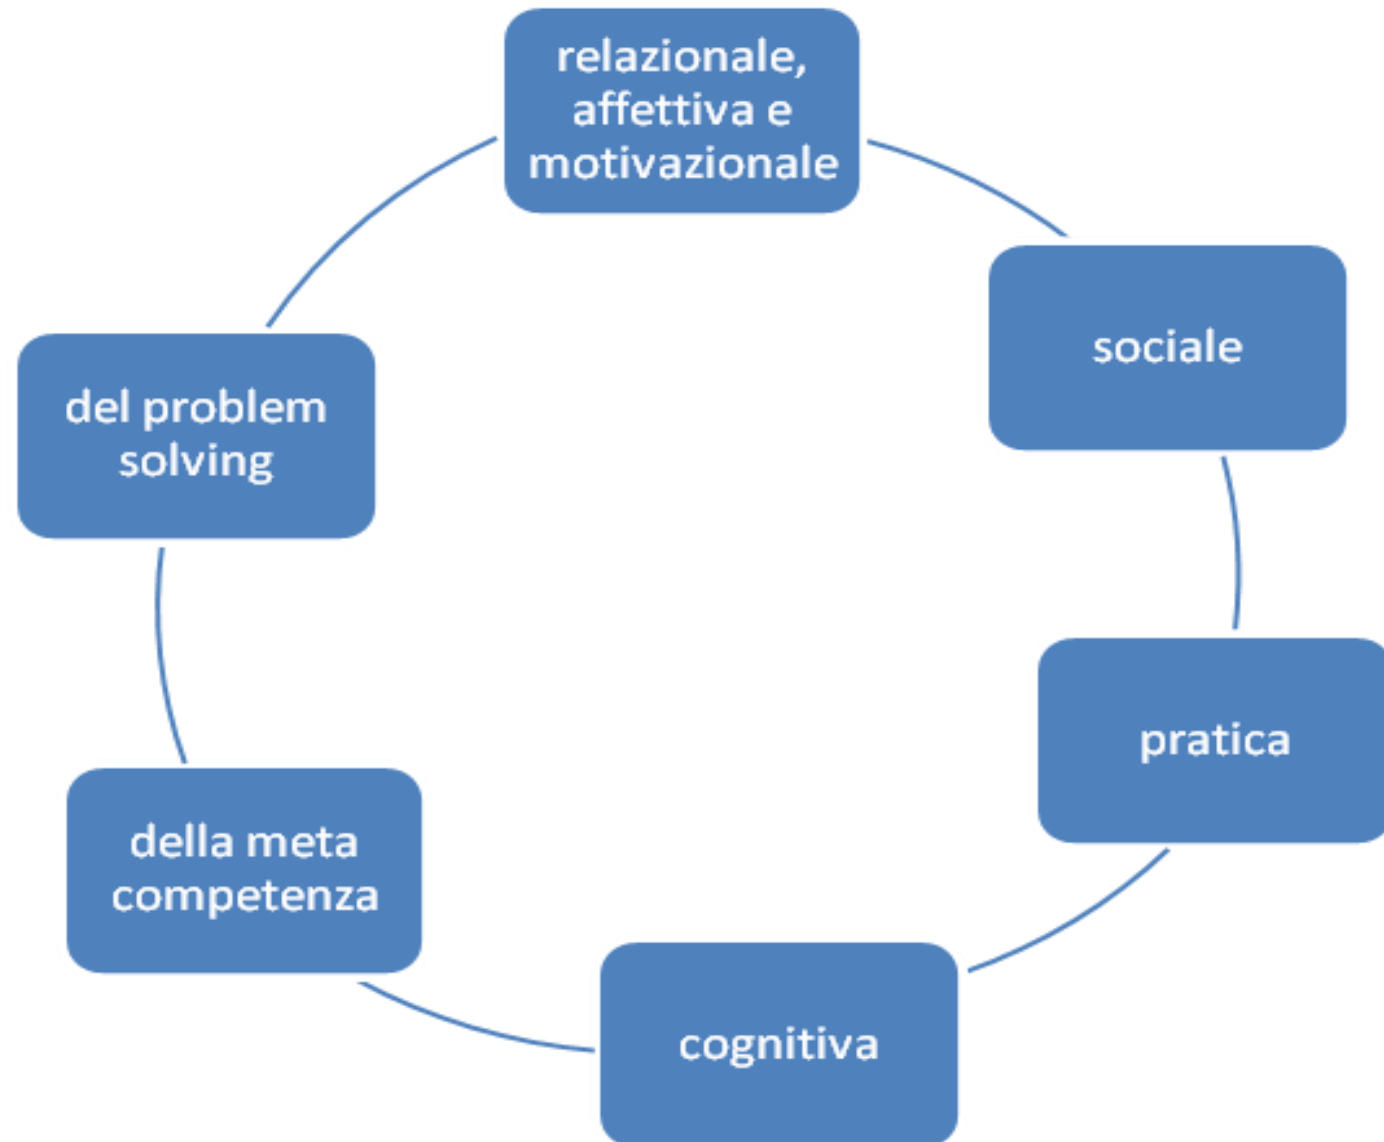 relazionale,
affettiva e
motivazionale
sociale
pratica
cognitiva
della meta
competenza
del problem
solving